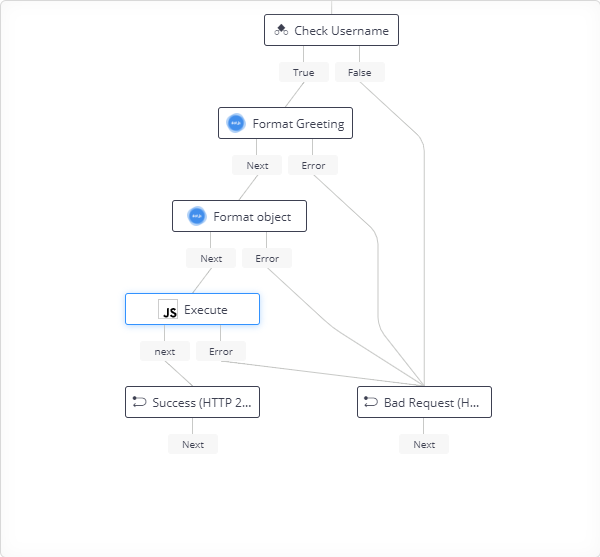 Check Username
True
False
Format Greeting
Next
Error
Format object
Next
Error
JS
Execute
next
Error
Success (HTTP 2...
Bad Request (H...
Next
Next